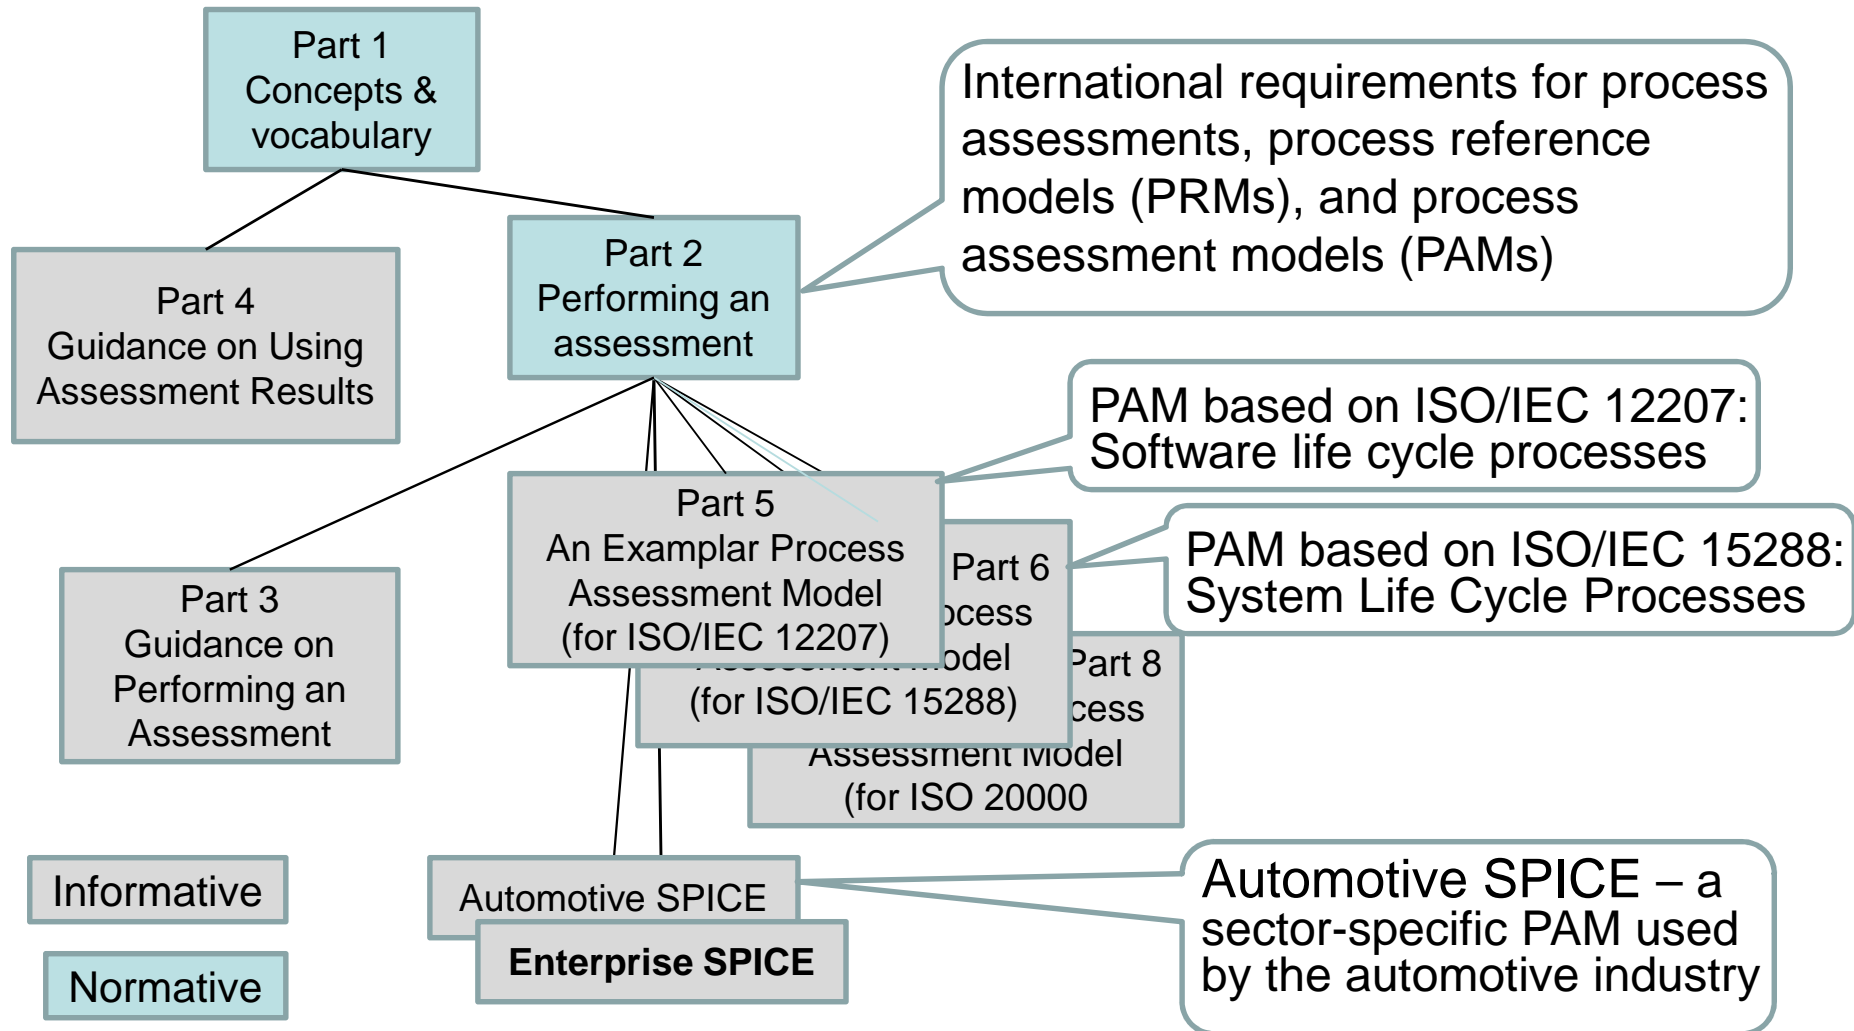 Part 1
Concepts &
vocabulary
International requirements for process
assessments, process reference
models (PRMs), and process
assessment models (PAMs)
Part 2
Performing an
assessment
Part 4
Guidance on Using
Assessment Results
PAM based on ISO/IEC 12207:
Software life cycle processes
Part 5
An Examplar Process
Assessment Model
(for ISO/IEC 12207)
PAM based on ISO/IEC 15288:
System Life Cycle Processes
Part 6
Model
(for ISO/IEC 15288)
Part 3
Guidance on
Performing an
Assessment
Part 8
Assessment Model
(for ISO 20000
Informative
Normative
Automotive SPICE
Enterprise SPICE
Automotive SPICE – a
sector-specific PAM used
by the automotive industry